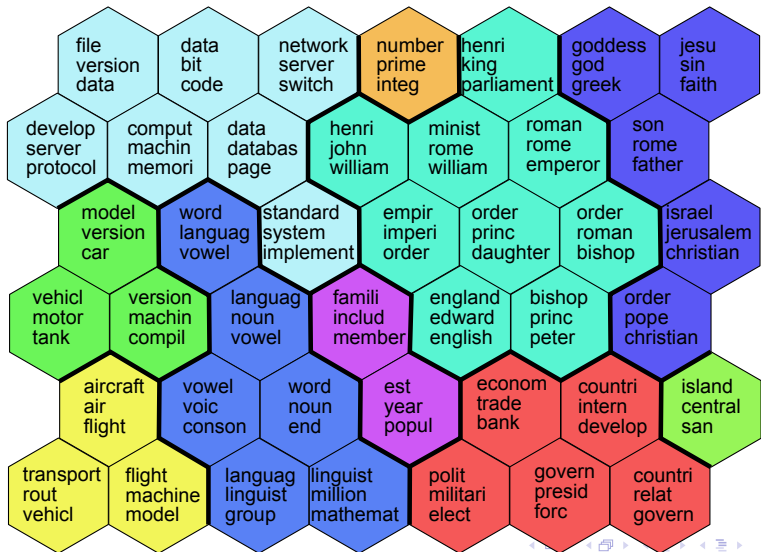 file
version
data
data
bit
code
network
server
switch
number
prime
integ
henri
king
parliament
goddess
god
greek
jesu
sin
faith
develop
server
protocol
comput
machin
memori
data
databas
page
henri
john
william
minist
rome
william
roman
rome
emperor
son
rome
father
model
version
car
word
languag
vowel
standard
system
implement
empir
imperi
order
order
princ
daughter
order
roman
bishop
israel
jerusalem
christian
vehicl
motor
tank
version
machin
compil
languag
noun
vowel
famili
includ
member
england
edward
english
bishop
princ
peter
order
pope
christian
aircraft
air
flight
vowel
voic
conson
word
noun
end
est
year
popul
econom
trade
bank
countri
intern
develop
island
central
san
transport
rout
vehicl
flight
machine
model
languag
linguist
group
linguist
million
mathemat
polit
militari
elect
govern
presid
forc
countri
relat
govern